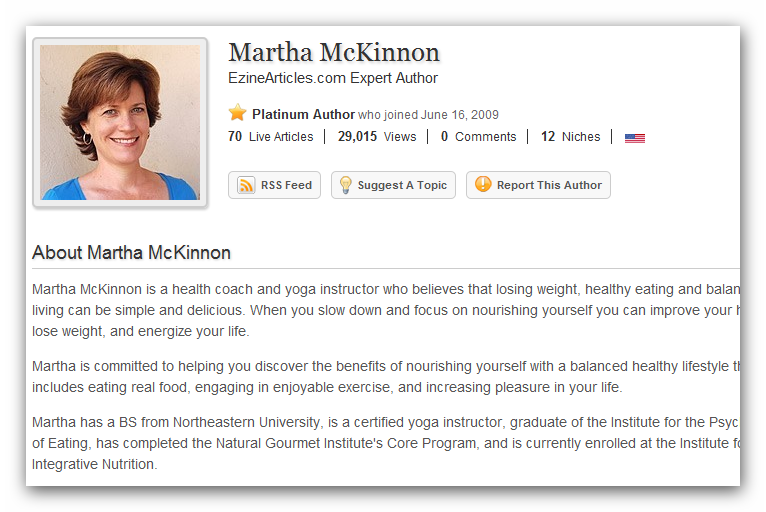 Martha McKinnon
EzineArticles.com Expert Author
Platinum Author who joined June 16, 2009
70 Live Articles | 29,015 Views | 0 Comments | 12 Niches |
RSS Feed Suggest A Topic Report This Author
About Martha McKinnon
Martha McKinnon is a health coach and yoga instructor who believes that losing weight, healthy eating and balan
living can be simple and delicious. When you slow down and focus on nourishing yourself you can improve your h
lose weight, and energize your life.
Martha is committed to helping you discover the benefits of nourishing yourself with a balanced healthy lifestyle th
includes eating real food, engaging in enjoyable exercise, and increasing pleasure in your life.
Martha has a BS from Northeastern University, is a certified yoga instructor, graduate of the Institute for the Psyc
of Eating, has completed the Natural Gourmet Institute's Core Program, and is currently enrolled at the Institute fo
Integrative Nutrition.